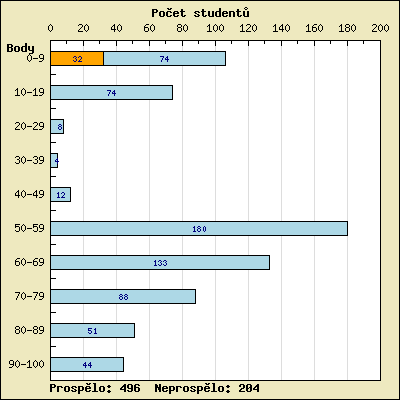 Počet studentů
0 20 40 60 80 100 120 140 160 180 200
Body
0-9 32 74
10-19 74
20-29 8
30-39 4
40-49 12
50-59 180
60-69 133
70-79 88
80-89 51
90-100 44
Prospělo: 496 Neprospělo: 204